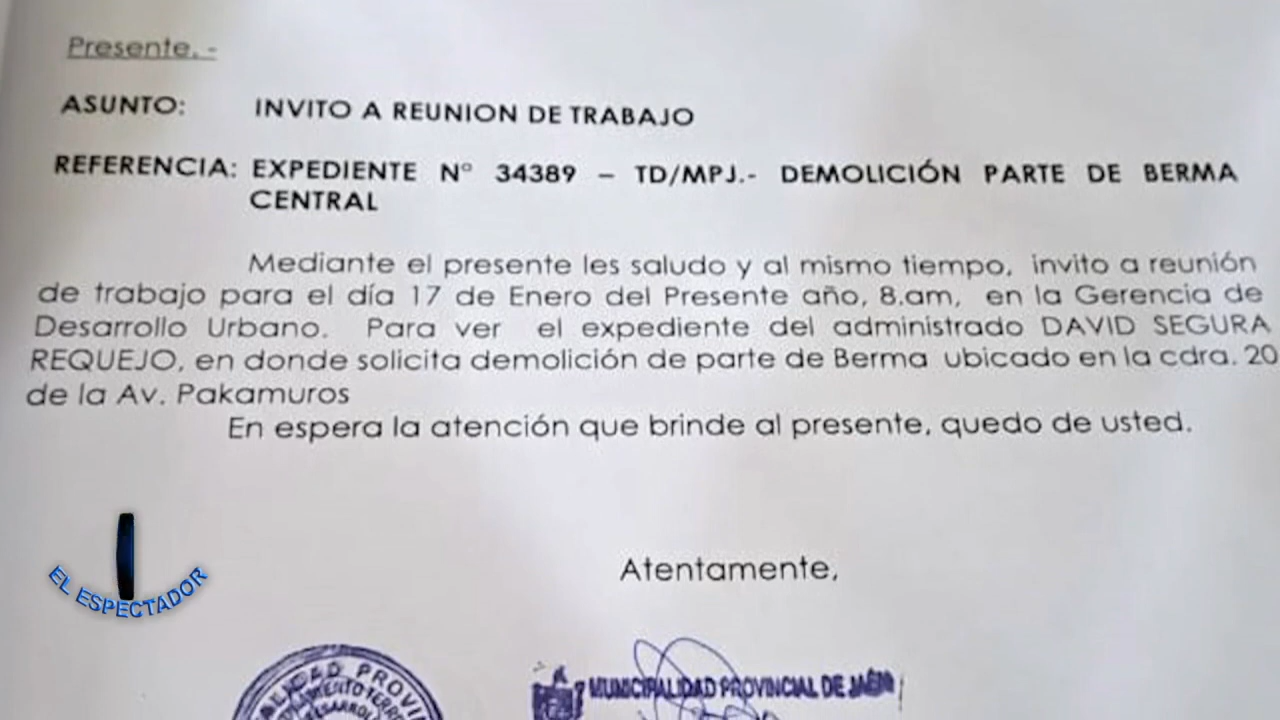 Presente.-
ASUNTO: INVITO A REUNION DE TRABAJO
REFERENCIA: EXPEDIENTE N° 34389 – TD/MPJ.- DEMOLICIÓN PARTE DE BERMA
CENTRAL
Mediante el presente les saludo y al mismo tiempo, invito a reunión
de trabajo para el día 17 de Enero del Presente año, 8.am, en la Gerencia de
Desarrollo Urbano. Para ver el expediente del administrado DAVID SEGURA
REQUEJO, en donde solicita demolición de parte de Berma ubicado en la cdra. 20
de la Av. Pakamuros
En espera la atención que brinde al presente, quedo de usted.
EL ESPECTADOR
Atentamente,
MUNICIPALIDAD PROVINCIAL DE JAÉN